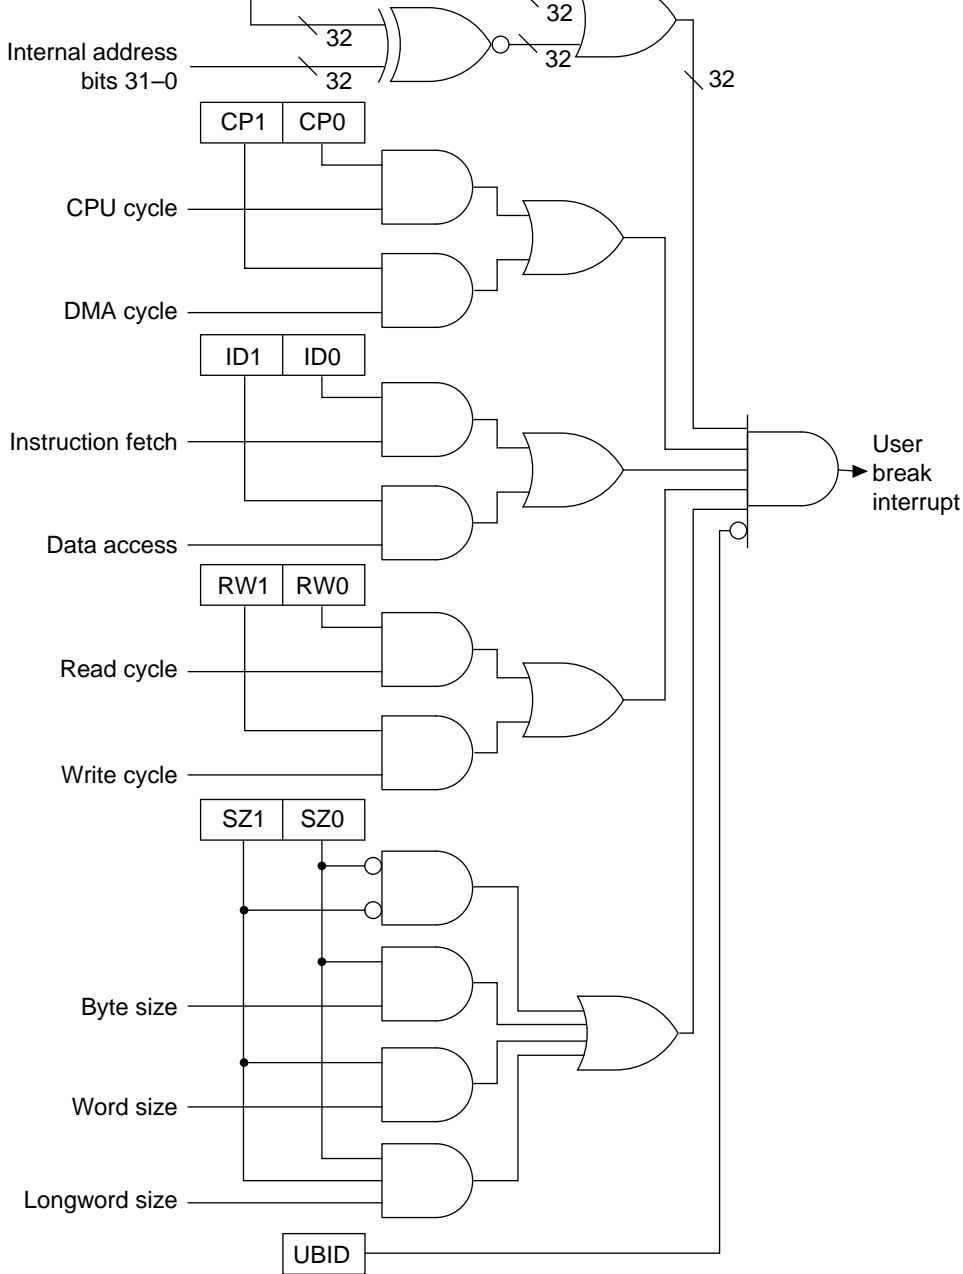 32
32
Internal address
bits 31–0
32
32
32
CP1 CP0
CPU cycle
DMA cycle
ID1 ID0
Instruction fetch
User
break
interrupt
Data access
RW1 RW0
Read cycle
Write cycle
SZ1 SZ0
Byte size
Word size
Longword size
UBID